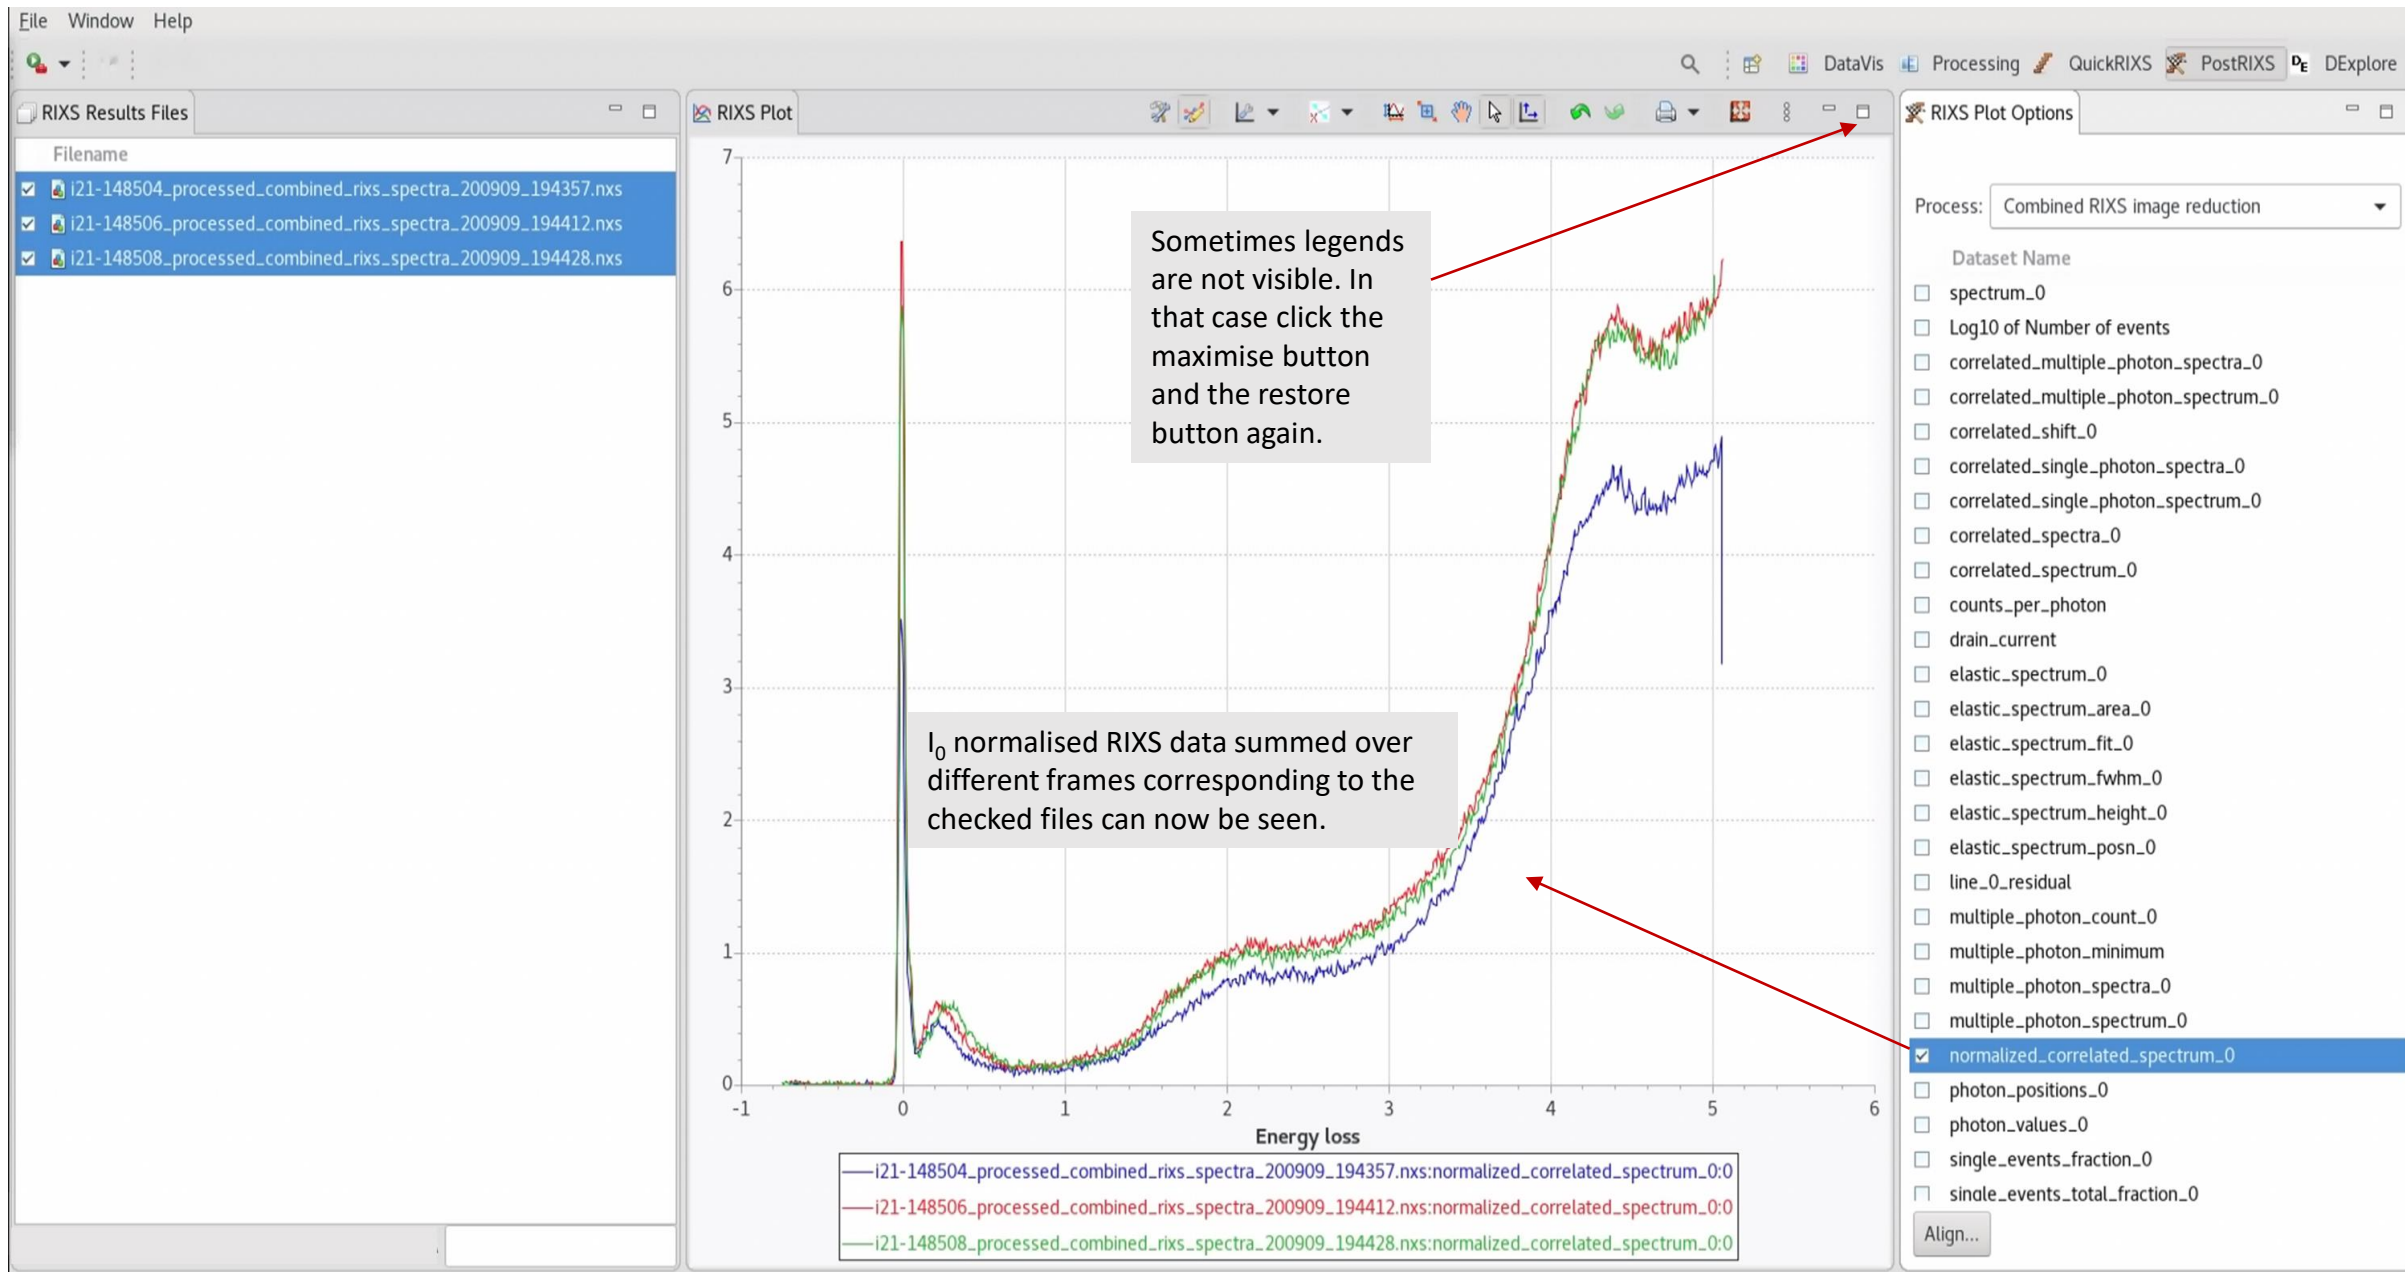 File Window Help
DataVis Processing QuickRIXS PostRIXS DE DExplore
RIXS Results Files
Filename
i21-148504_processed_combined_rixs_spectra_200909_194357.nxs
i21-148506_processed_combined_rixs_spectra_200909_194412.nxs
i21-148508_processed_combined_rixs_spectra_200909_194428.nxs
RIXS Plot
7
6
5
4
3
2
1
0
-1 0 1 2 3 4 5 6
Energy loss
Sometimes legends
are not visible. In
that case click the
maximise button
and the restore
button again.
I0 normalised RIXS data summed over
different frames corresponding to the
checked files can now be seen.
i21-148504_processed_combined_rixs_spectra_200909_194357.nxs:normalized_correlated_spectrum_0:0
i21-148506_processed_combined_rixs_spectra_200909_194412.nxs:normalized_correlated_spectrum_0:0
i21-148508_processed_combined_rixs_spectra_200909_194428.nxs:normalized_correlated_spectrum_0:0
RIXS Plot Options
Process: Combined RIXS image reduction
Dataset Name
spectrum_0
Log10 of Number of events
correlated_multiple_photon_spectra_0
correlated_multiple_photon_spectrum_0
correlated_shift_0
correlated_single_photon_spectra_0
correlated_single_photon_spectrum_0
correlated_spectra_0
correlated_spectrum_0
counts_per_photon
drain_current
elastic_spectrum_0
elastic_spectrum_area_0
elastic_spectrum_fit_0
elastic_spectrum_fwhm_0
elastic_spectrum_height_0
elastic_spectrum_posn_0
line_0_residual
multiple_photon_count_0
multiple_photon_minimum
multiple_photon_spectra_0
multiple_photon_spectrum_0
normalized_correlated_spectrum_0
photon_positions_0
photon_values_0
single_events_fraction_0
single_events_total_fraction_0
Align...